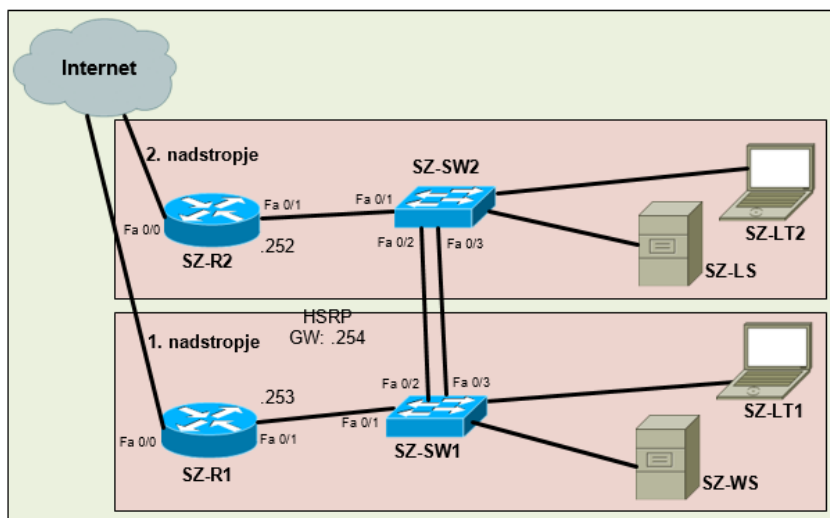 Internet
2. nadstropje
SZ-SW2
Fa 0/1
Fa 0/1
Fa 0/0
Fa 0/2
Fa 0/3
SZ-R2
.252
SZ-LS
SZ-LT2
HSRP
GW: .254
1. nadstropje
Fa 0/2
Fa 0/3
.253
Fa 0/1
Fa 0/0
Fa 0/1
SZ-R1
SZ-SW1
SZ-LT1
SZ-WS